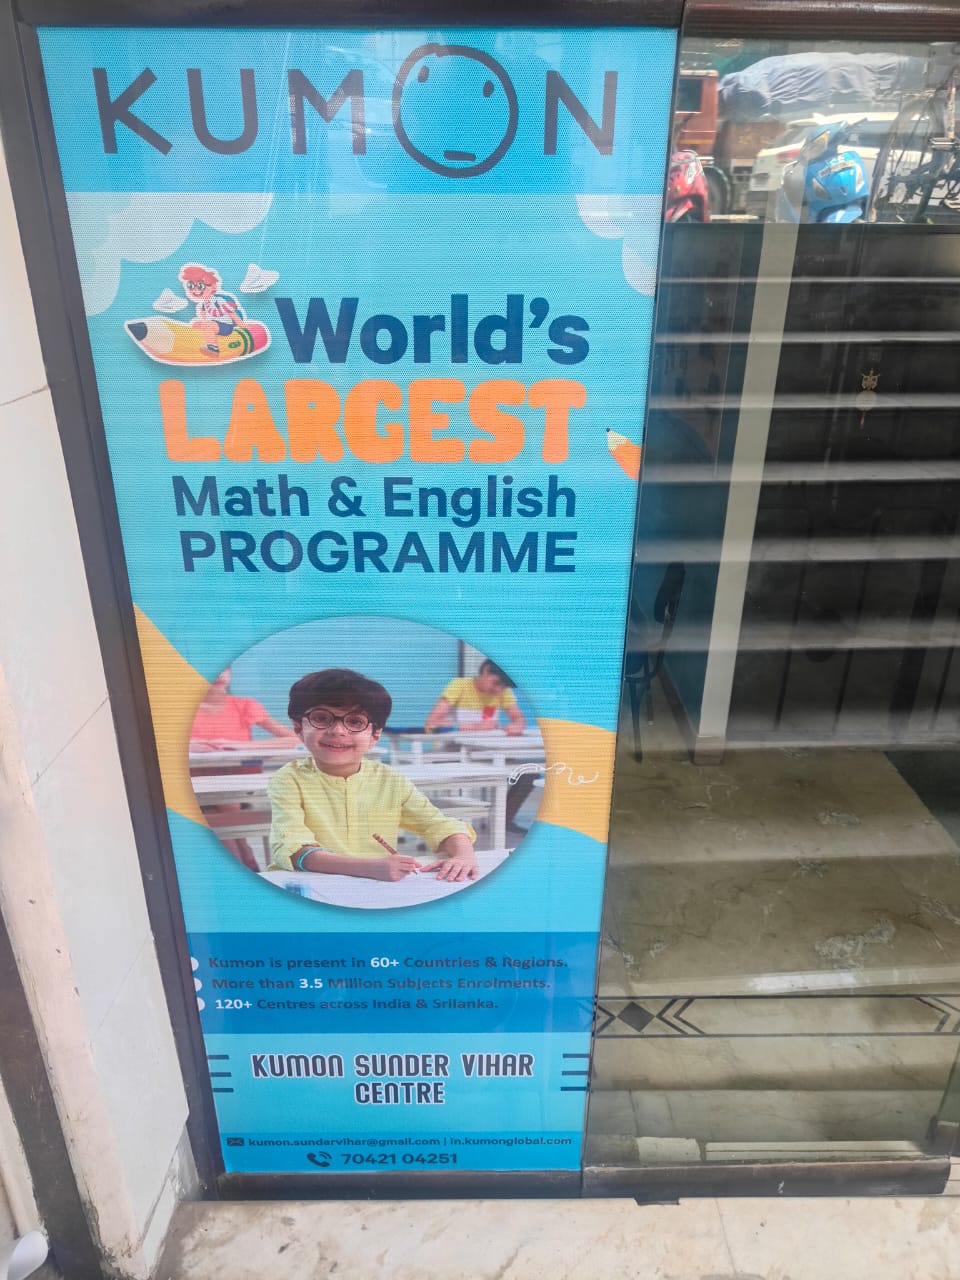 KUMON
World's
LARGEST
Math & English
PROGRAMME
Kumon is present in 60+ Countries & Regions.
More than 3.5 Million Subjects Enrolments.
120+ Centres across India & Srilanka.
KUMON SUNDER VIHAR
CENTRE
kumon.sundarvihar@gmail.com | in.kumonglobal.com
70421 04251